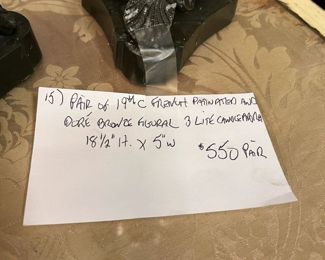 15) PAIR OF 19th C FRENCH PATINATED AND
DORÉ BRONZE FIGURAL 3 LITE CANDELABRA
18 1/2" H. X 5" W
$550 PAIR